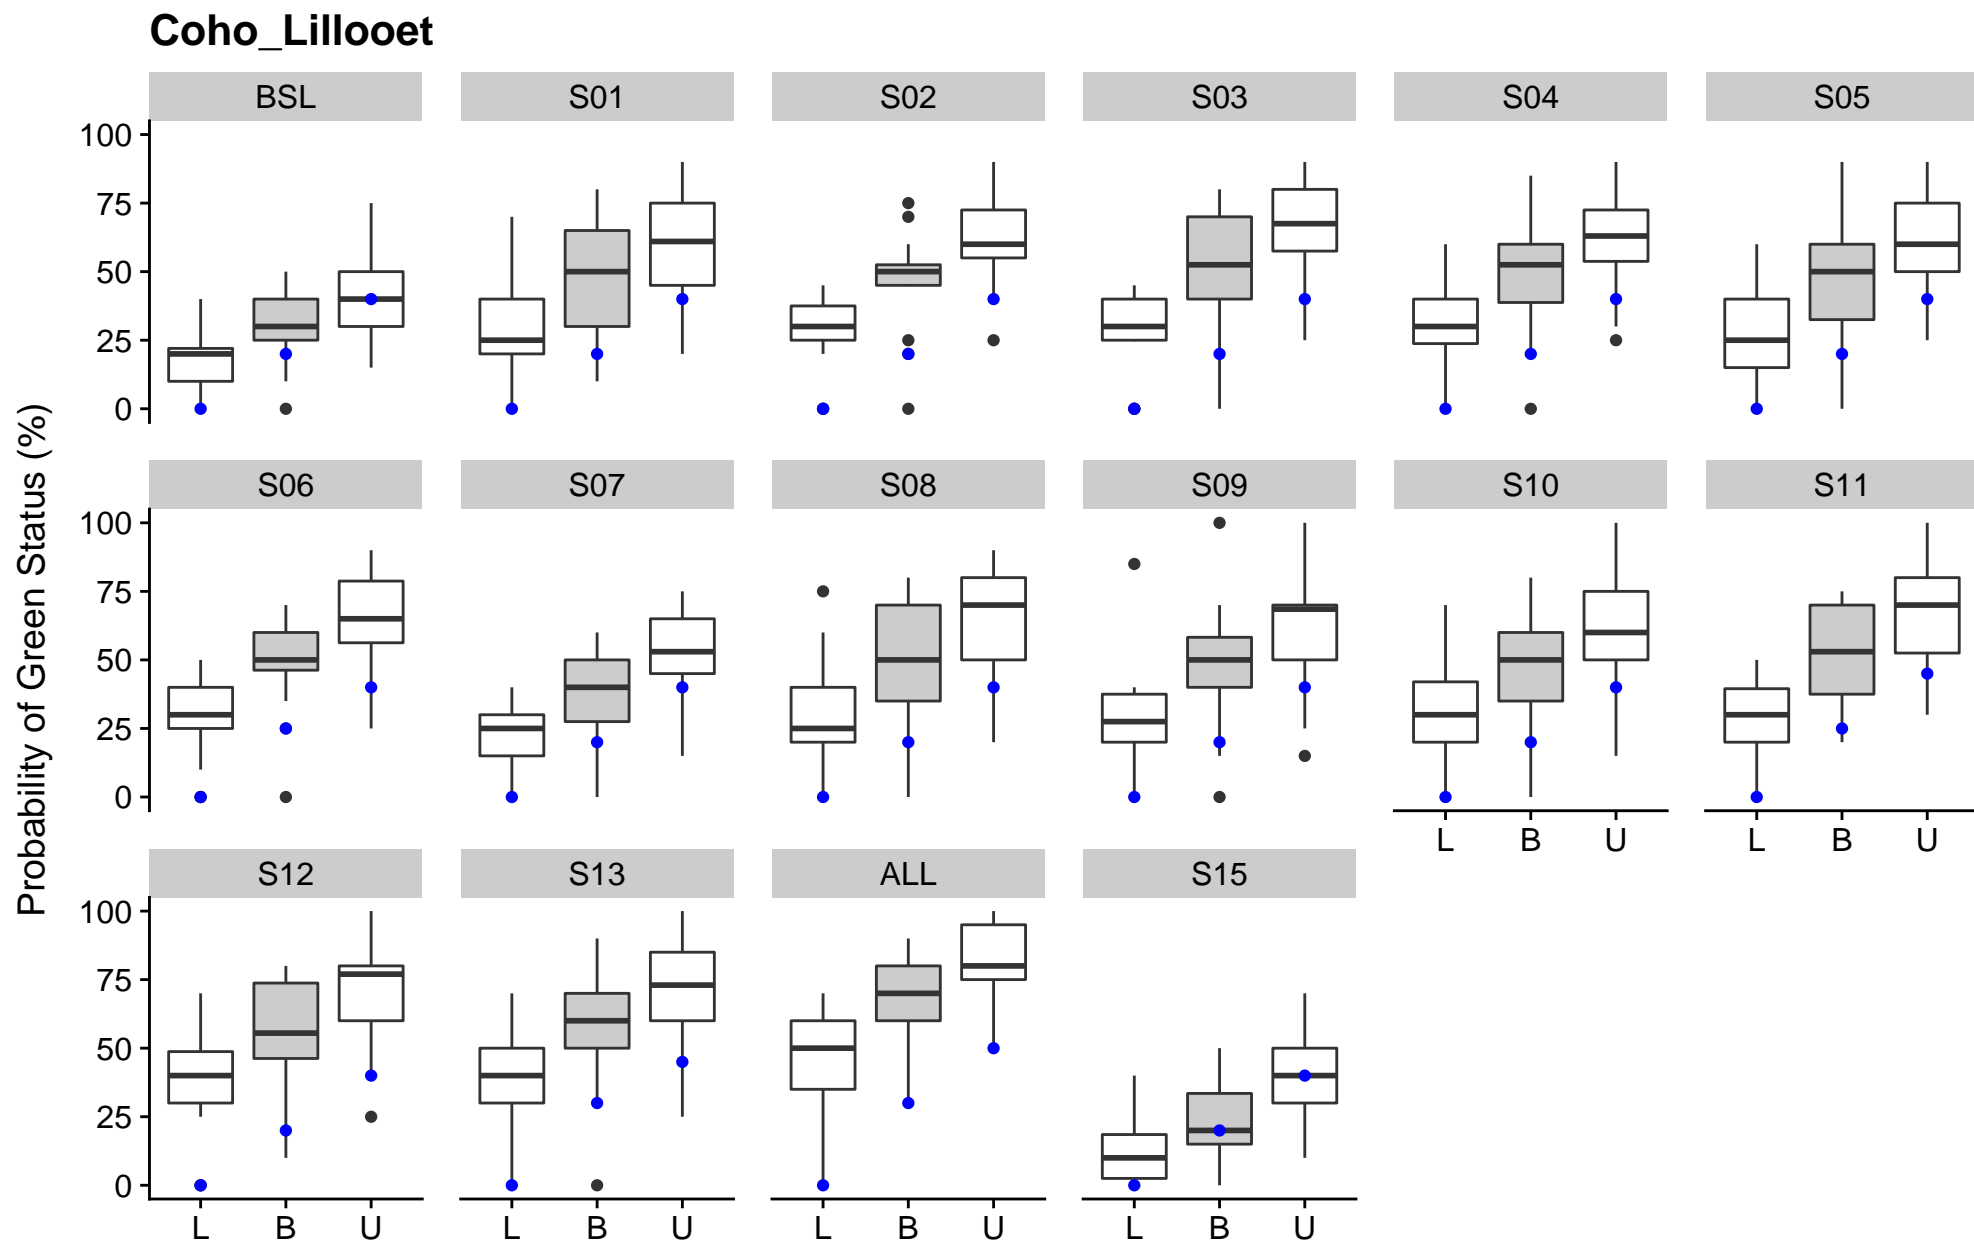 Coho_Lillooet
BSL S01 S02 S03 S04 S05
100
75
50
25
0
S06 S07 S08 S09 S10 S11
100
75
50
25
0
L B U L B U
S12 S13 ALL S15
100
75
50
25
0
L B U L B U L B U L B U
Probability of Green Status (%)